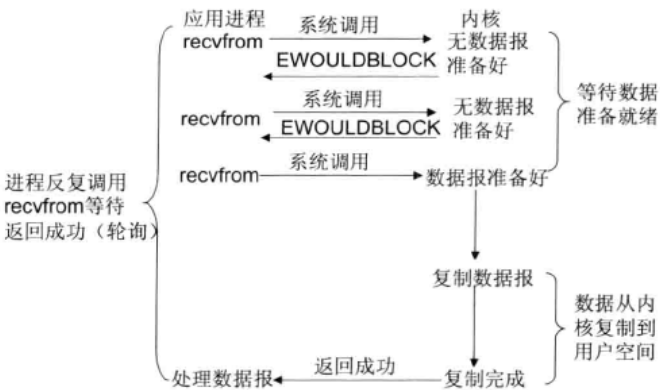 应用进程
系统调用
内核
recvfrom
无数据报
EWOULDBLOCK
准备好
系统调用
无数据报
recvfrom
EWOULDBLOCK
准备好
等待数据
准备就绪
系统调用
recvfrom
数据报准备好
进程反复调用
recvfrom等待
返回成功（轮询）
复制数据报
数据从内
核复制到
用户空间
返回成功
处理数据报
复制完成